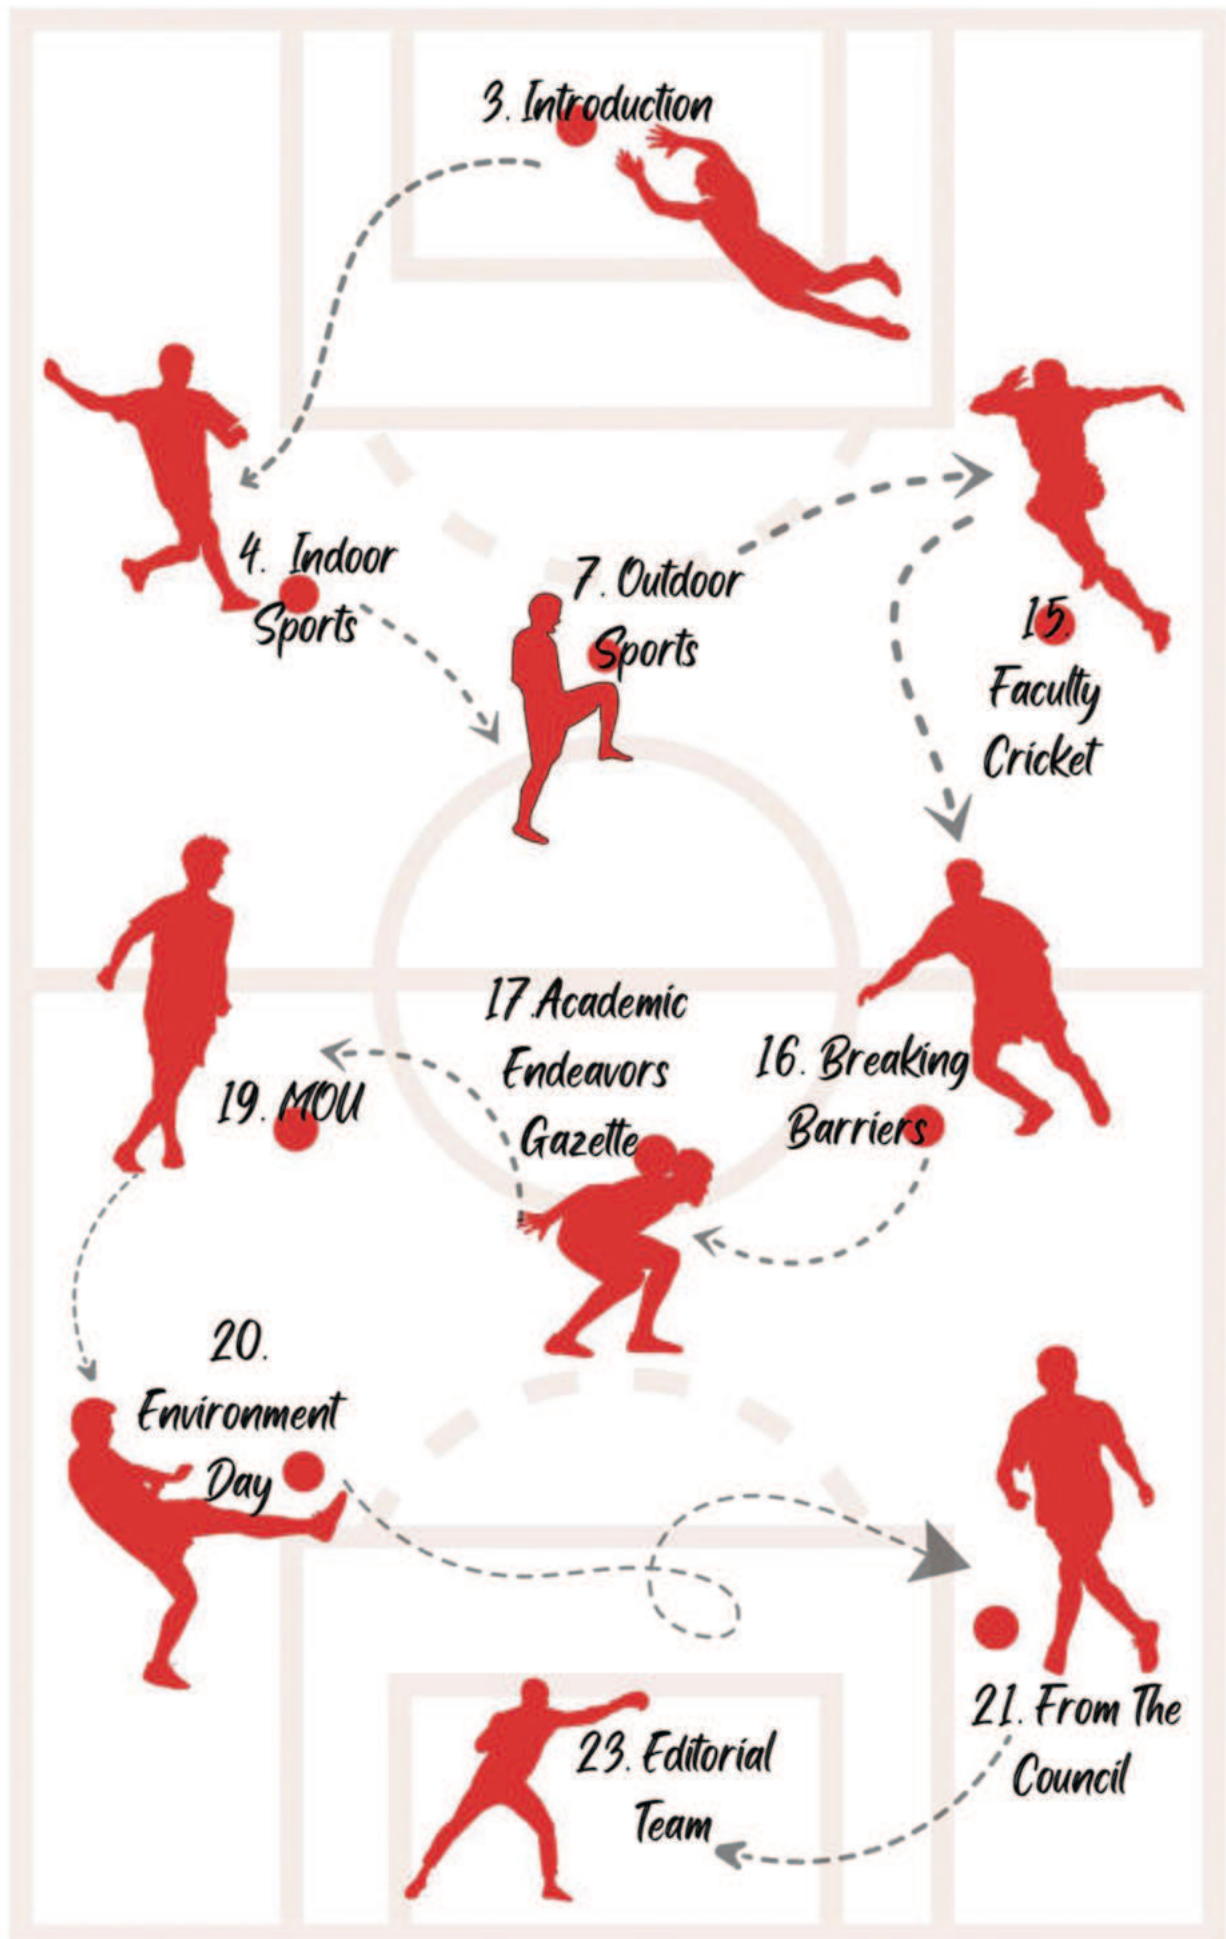 3. Introduction
4. Indoor
Sports
7. Outdoor
Sports
15.
Faculty
Cricket
16. Breaking
Barriers
17.Academic
Endeavors
Gazette
19. MOU
20.
Environment
Day
21. From The
Council
23. Editorial
Team